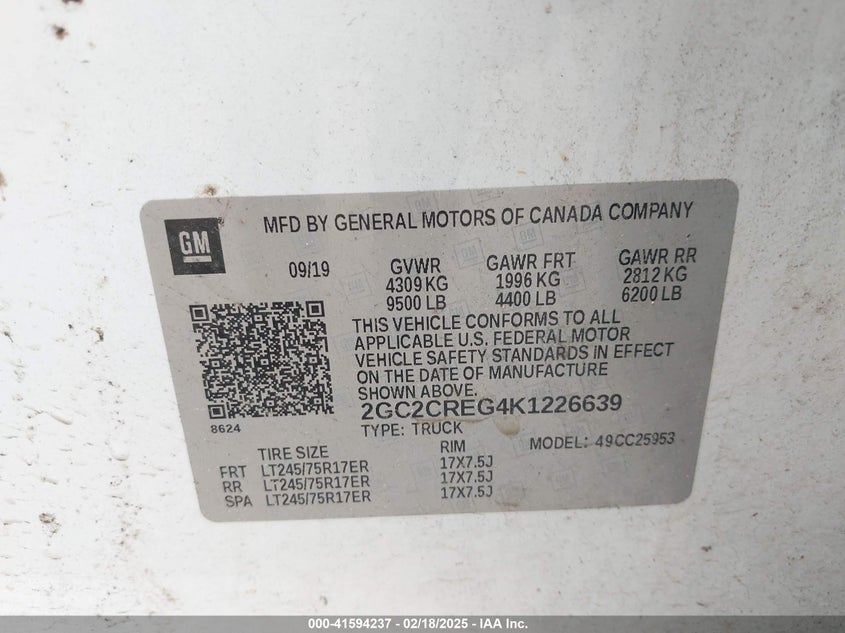 GM
MFD BY GENERAL MOTORS OF CANADA COMPANY
09/19 GVWR GAWR FRT GAWR RR
4309 KG 1996 KG 2812 KG
9500 LB 4400 LB 6200 LB
THIS VEHICLE CONFORMS TO ALL
APPLICABLE U.S. FEDERAL MOTOR
VEHICLE SAFETY STANDARDS IN EFFECT
ON THE DATE OF MANUFACTURE
SHOWN ABOVE.
2GC2CREG4K1226639
8624
TYPE: TRUCK MODEL: 49CC25953
TIRE SIZE RIM
FRT LT245/75R17ER 17X7.5J
RR LT245/75R17ER 17X7.5J
SPA LT245/75R17ER 17X7.5J
000-41594237 - 02/18/2025 - IAA Inc.